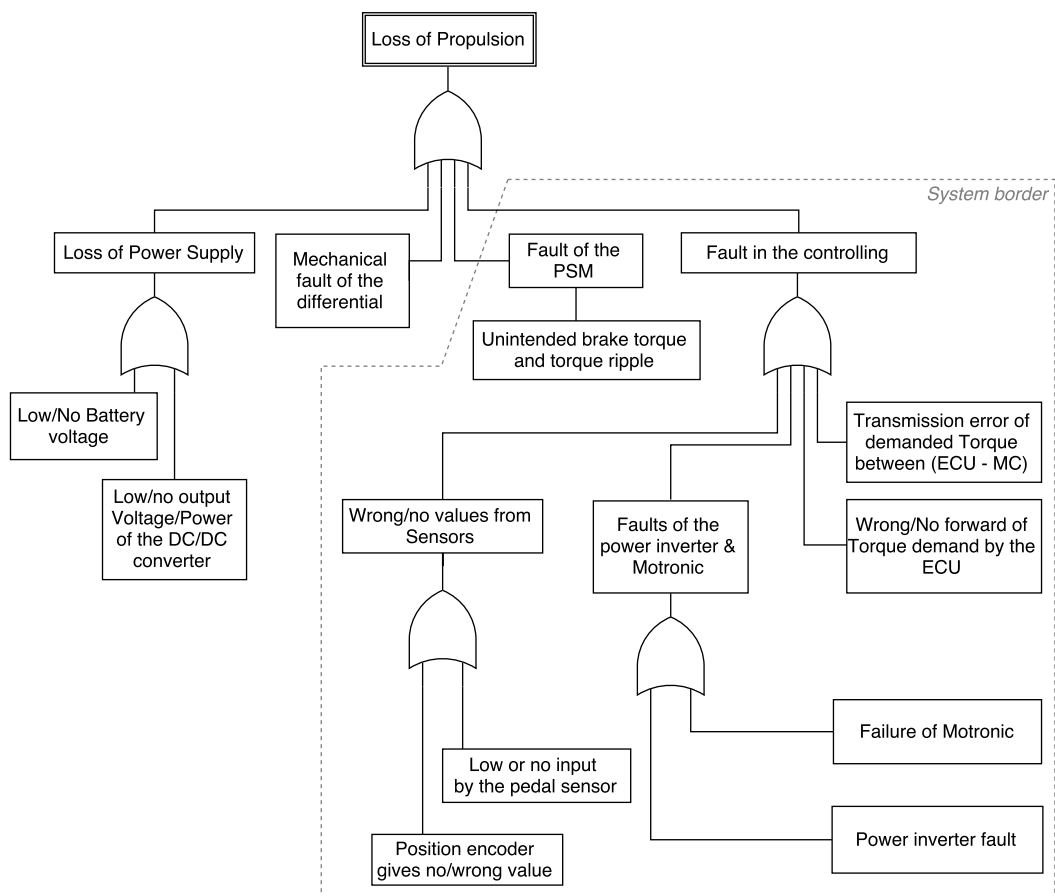 Loss of Propulsion
System border
Loss of Power Supply
Mechanical
fault of the
differential
Fault of the
PSM
Fault in the controlling
Unintended brake torque
and torque ripple
Low/No Battery
voltage
Low/no output
Voltage/Power
of the DC/DC
converter
Transmission error of
demanded Torque
between (ECU - MC)
Wrong/no values from
Sensors
Faults of the
power inverter &
Motronic
Wrong/No forward of
Torque demand by the
ECU
Failure of Motronic
Low or no input
by the pedal sensor
Power inverter fault
Position encoder
gives no/wrong value